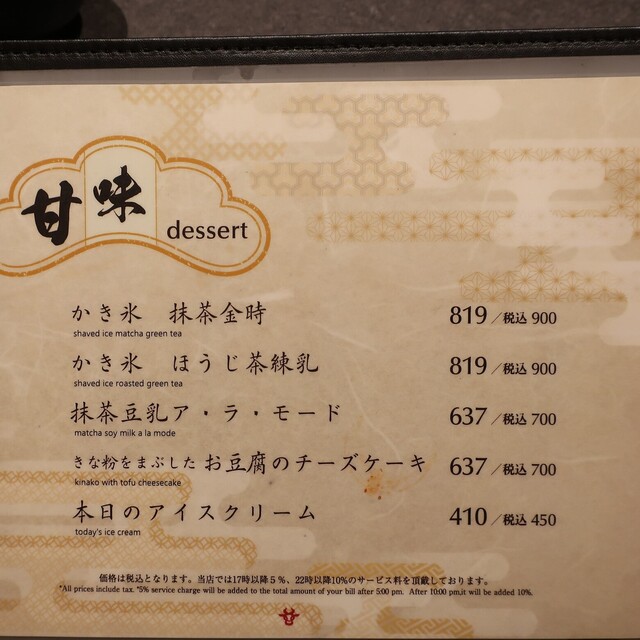 甘味 dessert
かき氷　抹茶金時 819／税込 900
shaved ice matcha green tea
かき氷　ほうじ茶練乳 819／税込 900
shaved ice roasted green tea
抹茶豆乳ア・ラ・モード 637／税込 700
matcha soy milk a la mode
きな粉をまぶした お豆腐のチーズケーキ 637／税込 700
kinako with tofu cheesecake
本日のアイスクリーム 410／税込 450
today's ice cream
価格は税込となります。当店では17時以降５％、22時以降10%のサービス料を頂戴しております。
*All prices include tax. *5% service charge will be added to the total amount of your bill after 5:00 pm. After 10:00 pm,it will be added 10%.